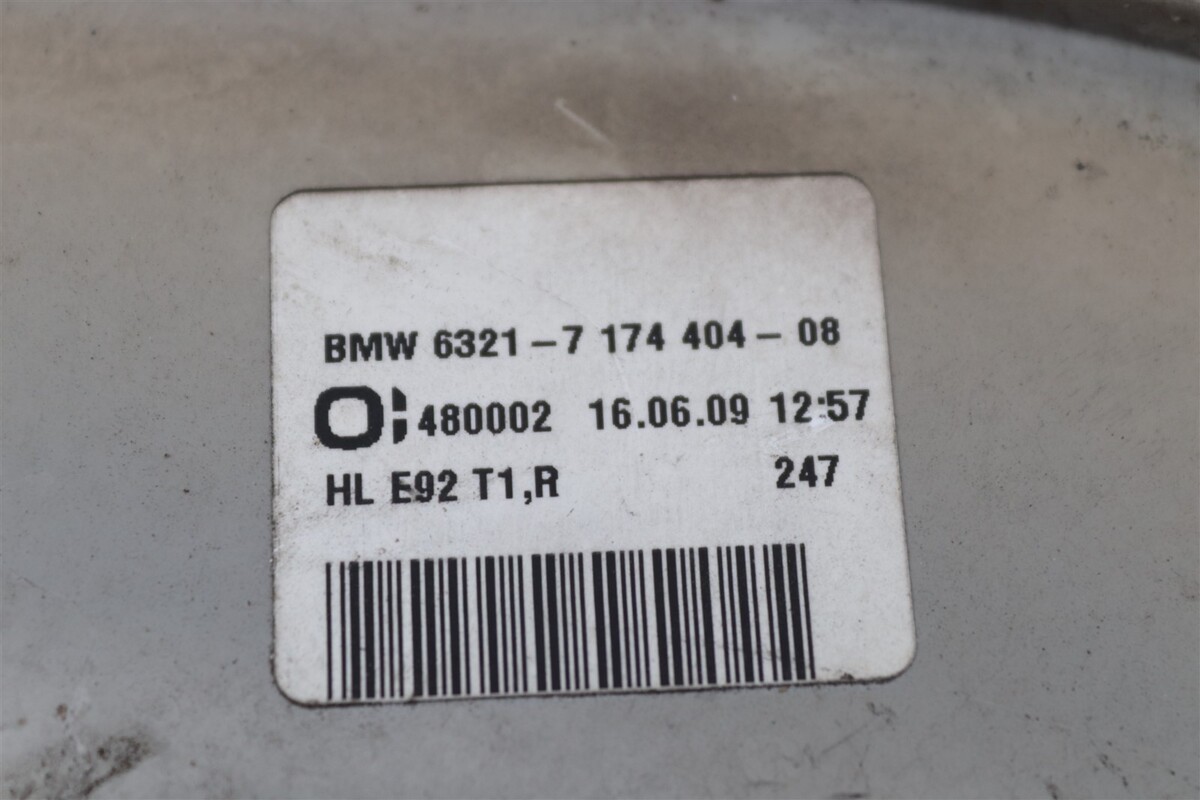 BMW 6321-7 174 404-08
480002 16.06.09 12:57
HL E92 T1,R 247